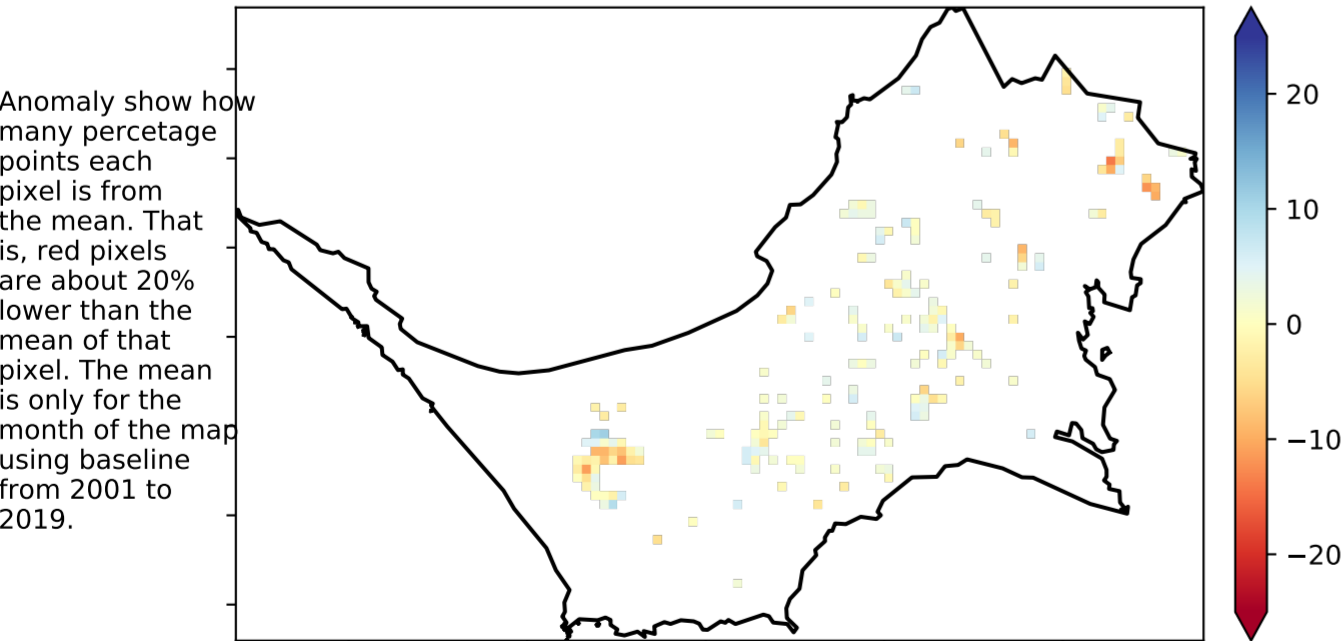 Anomaly show how
many percetage
points each
pixel is from
the mean. That
is, red pixels
are about 20%
lower than the
mean of that
pixel. The mean
is only for the
month of the map
using baseline
from 2001 to
2019.
20
10
0
−10
−20